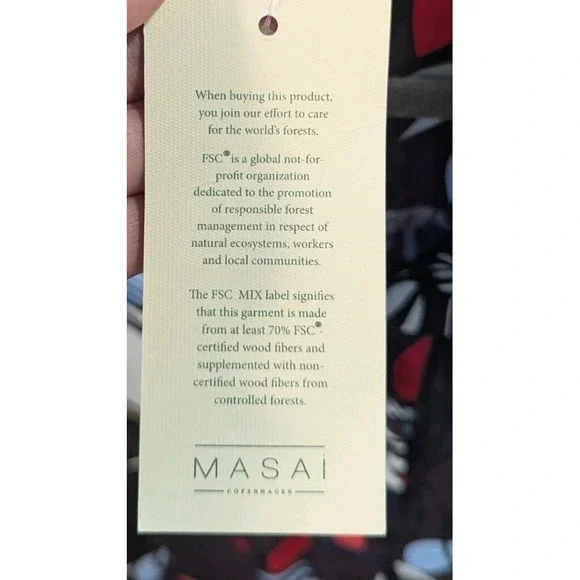 When buying this product,
you join our effort to care
for the world's forests.
FSC® is a global not-for-
profit organization
dedicated to the promotion
of responsible forest
management in respect of
natural ecosystems, workers
and local communities.
The FSC MIX label signifies
that this garment is made
from at least 70% FSC®-
certified wood fibers and
supplemented with non-
certified wood fibers from
controlled forests.
MASAI
COPENHAGEN